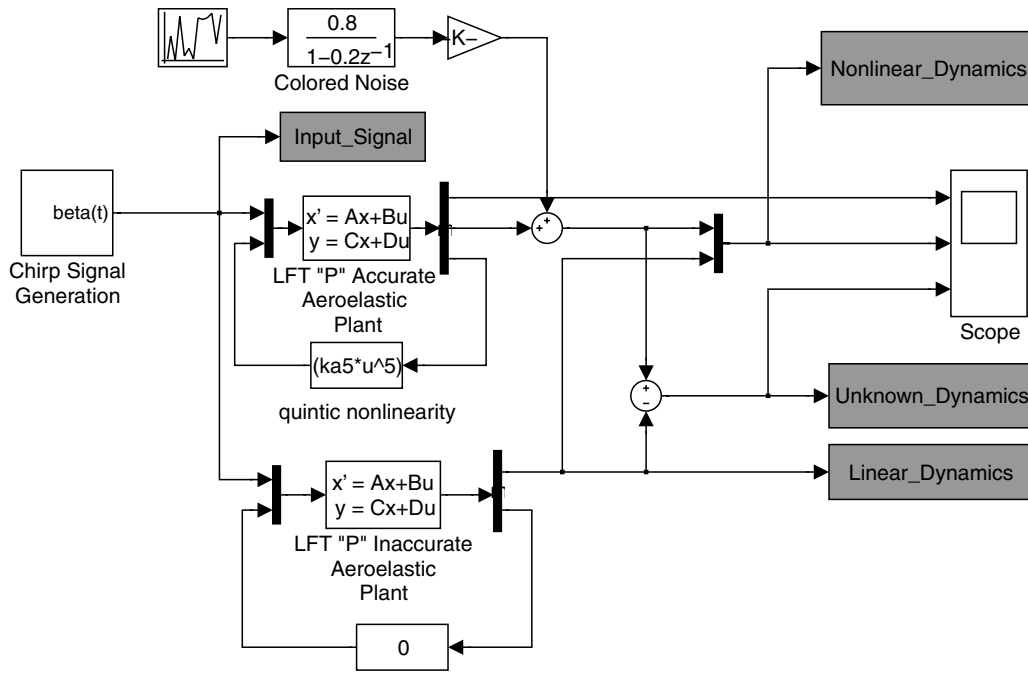 0.8
1−0.2z⁻¹
Colored Noise
K−
Nonlinear_Dynamics
Input_Signal
beta(t)
Chirp Signal
Generation
x' = Ax+Bu
y = Cx+Du
LFT "P" Accurate
Aeroelastic
Plant
+
+
Scope
(ka5*u^5)
quintic nonlinearity
+
−
Unknown_Dynamics
Linear_Dynamics
x' = Ax+Bu
y = Cx+Du
LFT "P" Inaccurate
Aeroelastic
Plant
0